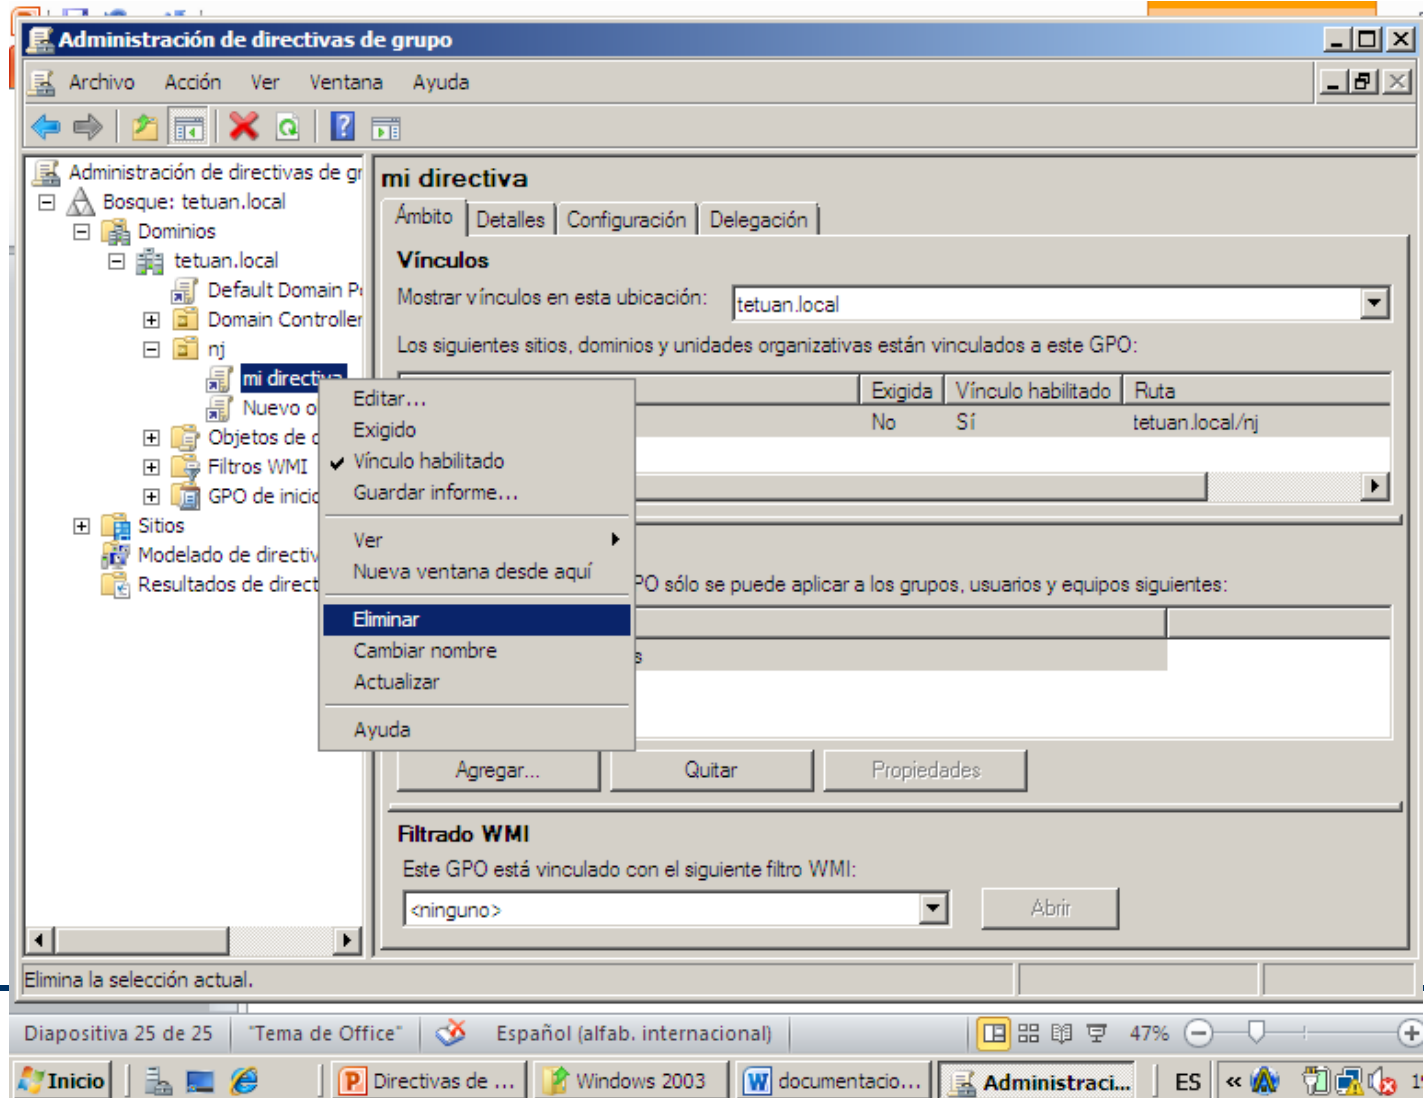 Administración de directivas de grupo
Archivo Acción Ver Ventana Ayuda
Administración de directivas de gr
Bosque: tetuan.local
Dominios
tetuan.local
Default Domain P
Domain Controller
nj
mi directiva
Nuevo o
Objetos de
Filtros WMI
GPO de inicio
Sitios
Modelado de directiv
Resultados de direct
mi directiva
Ámbito Detalles Configuración Delegación
Vínculos
Mostrar vínculos en esta ubicación: tetuan.local
Los siguientes sitios, dominios y unidades organizativas están vinculados a este GPO:
Exigida Vínculo habilitado Ruta
No Sí tetuan.local/nj
Editar...
Exigido
Vínculo habilitado
Guardar informe...
Ver
Nueva ventana desde aquí
Eliminar
Cambiar nombre
Actualizar
Ayuda
PO sólo se puede aplicar a los grupos, usuarios y equipos siguientes:
s
Agregar... Quitar Propiedades
Filtrado WMI
Este GPO está vinculado con el siguiente filtro WMI:
<ninguno> Abrir
Elimina la selección actual.
Diapositiva 25 de 25 "Tema de Office" Español (alfab. internacional) 47%
Inicio Directivas de ... Windows 2003 documentacio... Administraci... ES «